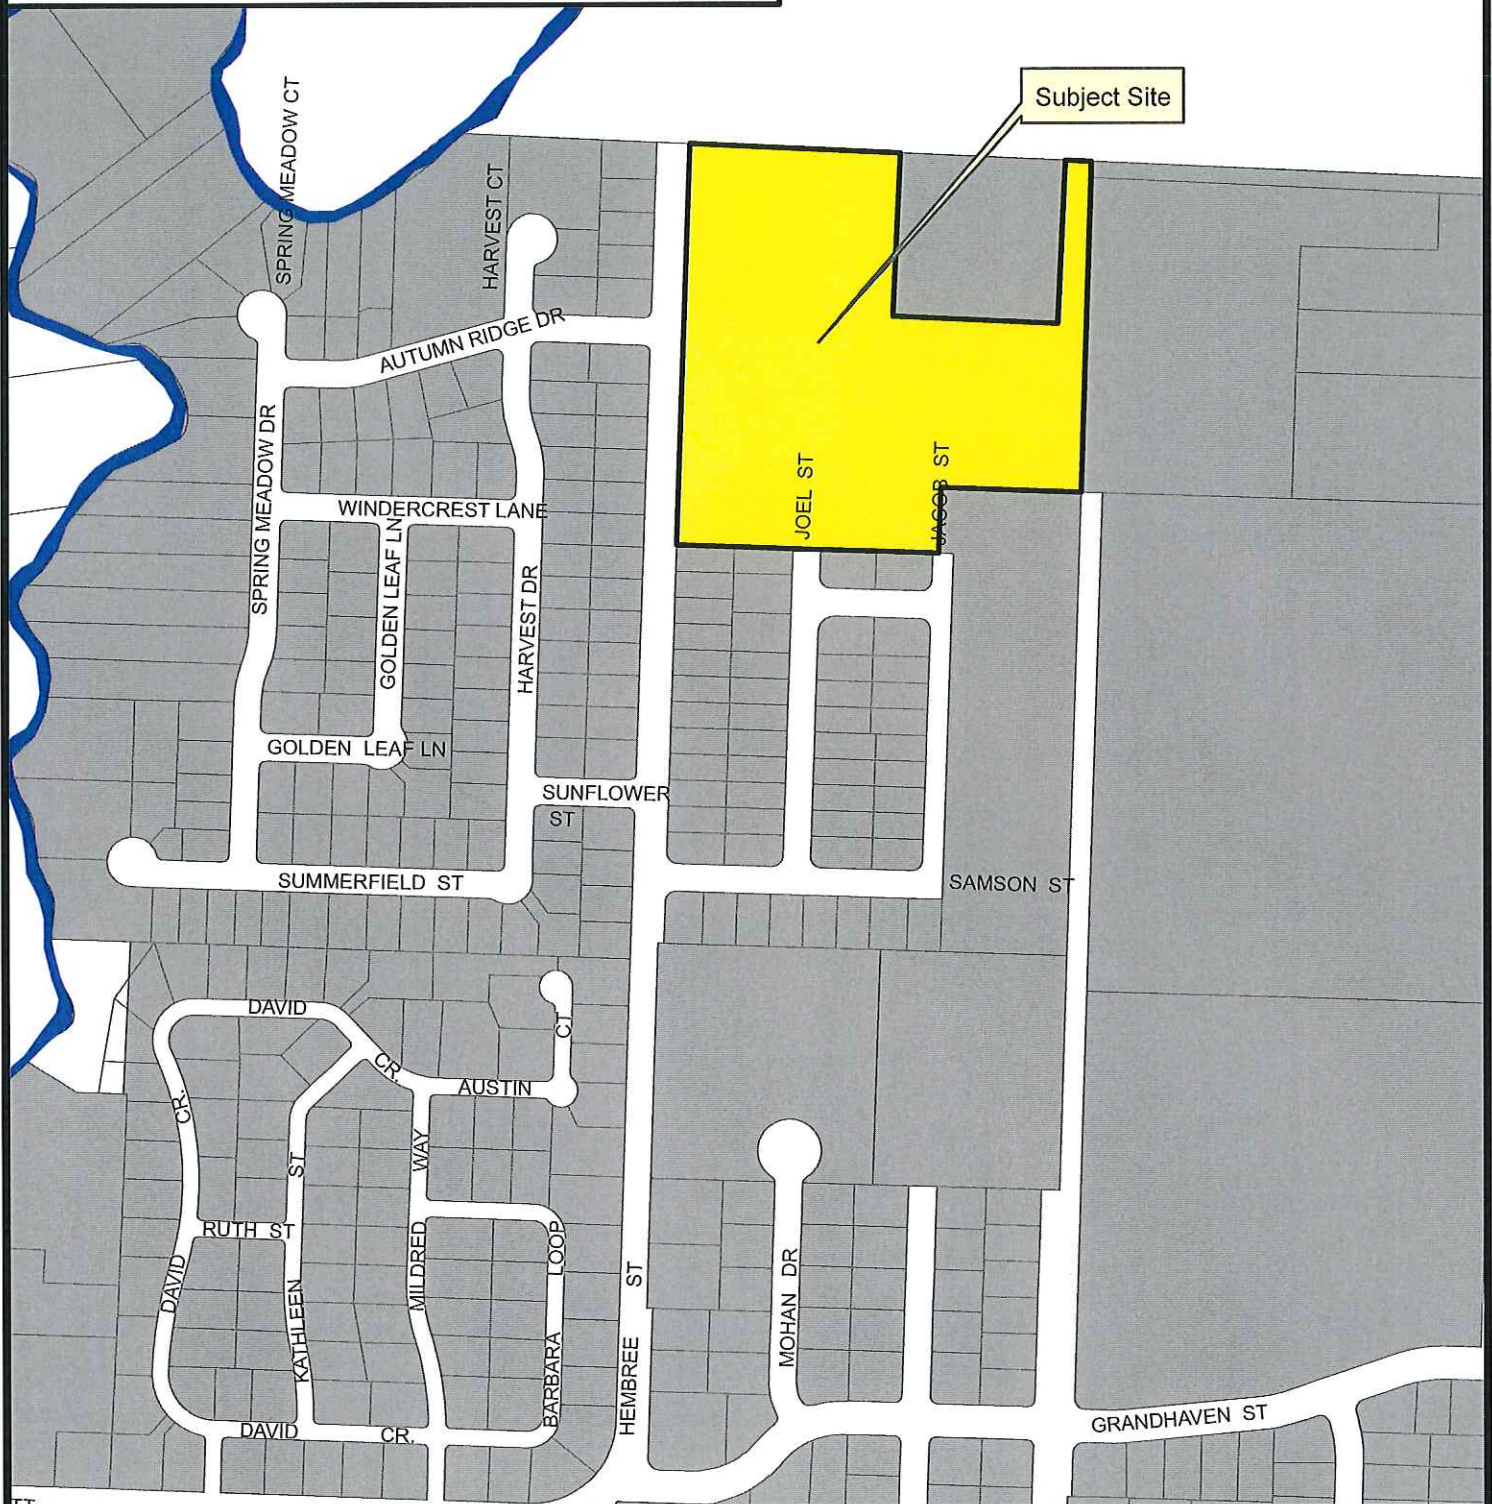 Subject Site
SPRING MEADOW CT
HARVEST CT
AUTUMN RIDGE DR
SPRING MEADOW DR
WINDERCREST LANE
GOLDEN LEAF LN
HARVEST DR
JOEL ST
JACOB ST
GOLDEN LEAF LN
SUNFLOWER
ST
SUMMERFIELD ST
SAMSON ST
DAVID
CR.
CT
AUSTIN
CR.
WAY
ST
RUTH ST
DAVID
KATHLEEN
MILDRED
LOOP
BARBARA
ST
HEMBREE
MOHAN DR
DAVID
CR.
GRANDHAVEN ST